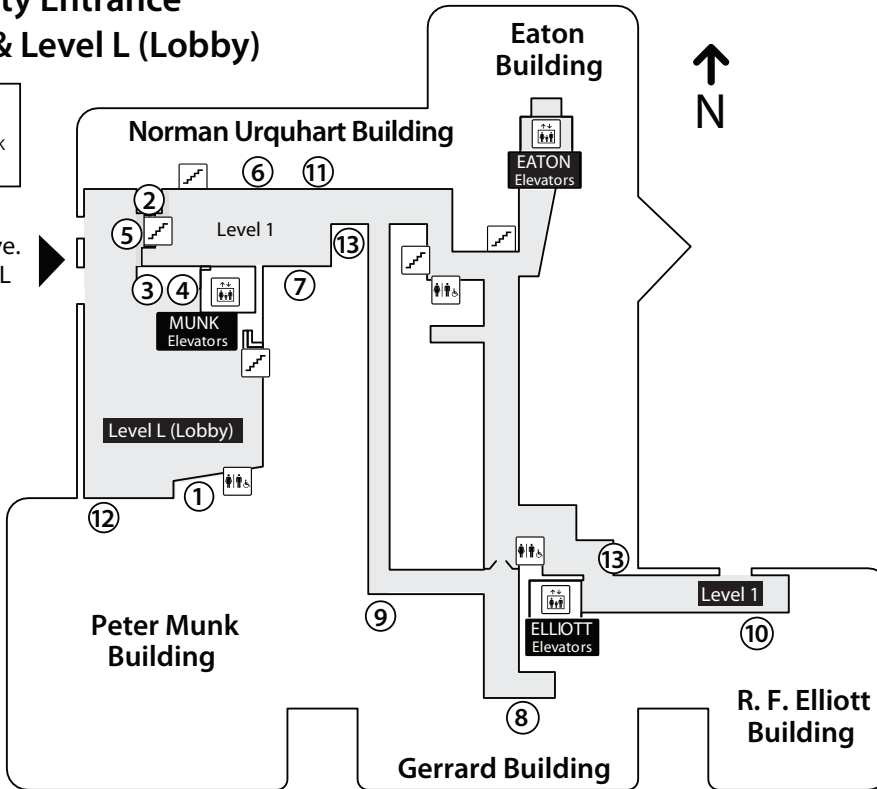 ty Entrance
& Level L (Lobby)
k
ve.
L
Eaton
Building
N
Norman Urquhart Building
EATON
Elevators
6
11
2
5
Level 1
13
3
4
7
MUNK
Elevators
Level L (Lobby)
1
12
13
Level 1
9
ELLIOTT
Elevators
10
Peter Munk
Building
8
R. F. Elliott
Building
Gerrard Building